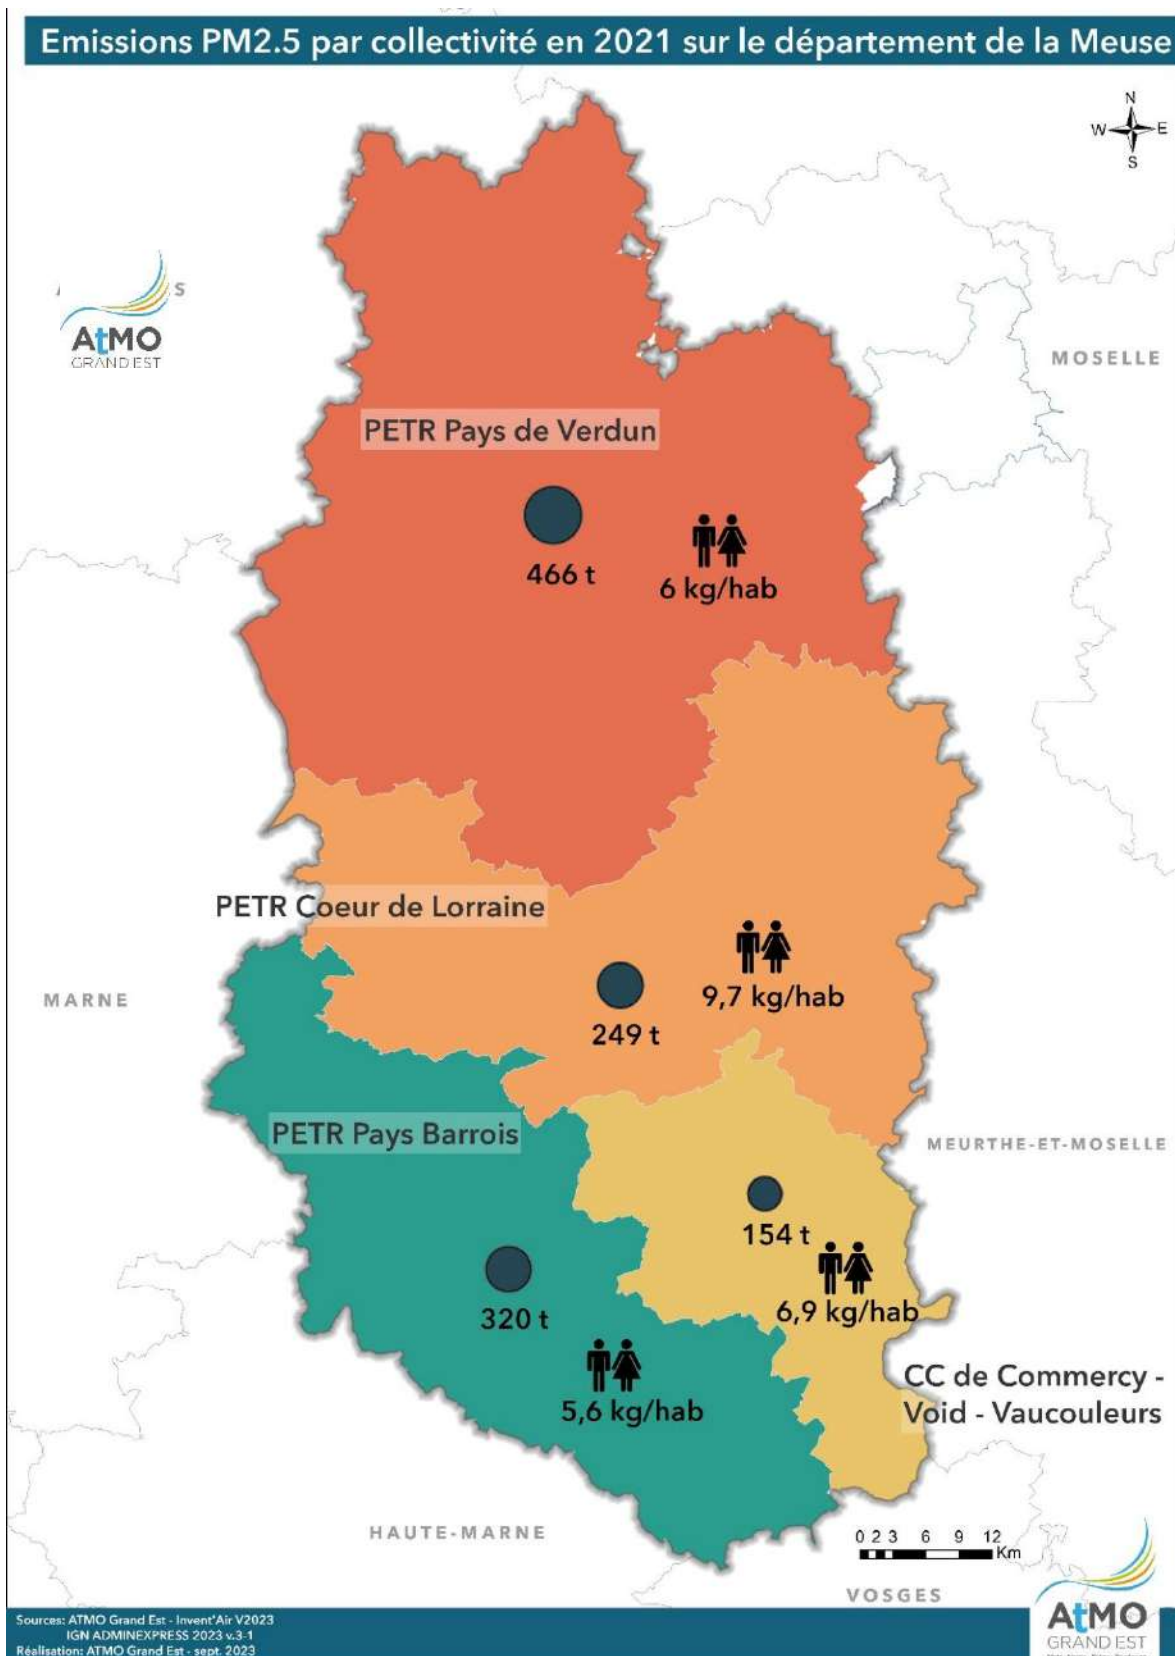 Emissions PM2.5 par collectivité en 2021 sur le département de la Meuse
N
W E
S
S
AtMO
GRAND EST
MOSELLE
PETR Pays de Verdun
466 t
6 kg/hab
PETR Coeur de Lorraine
MARNE
9,7 kg/hab
249 t
PETR Pays Barrois
MEURTHE-ET-MOSELLE
154 t
6,9 kg/hab
320 t
5,6 kg/hab
CC de Commercy -
Void - Vaucouleurs
HAUTE-MARNE
0 2 3 6 9 12
Km
VOSGES
Sources: ATMO Grand Est - Invent'Air V2023
IGN ADMINEXPRESS 2023 v.3-1
Réalisation: ATMO Grand Est - sept. 2023
AtMO
GRAND EST